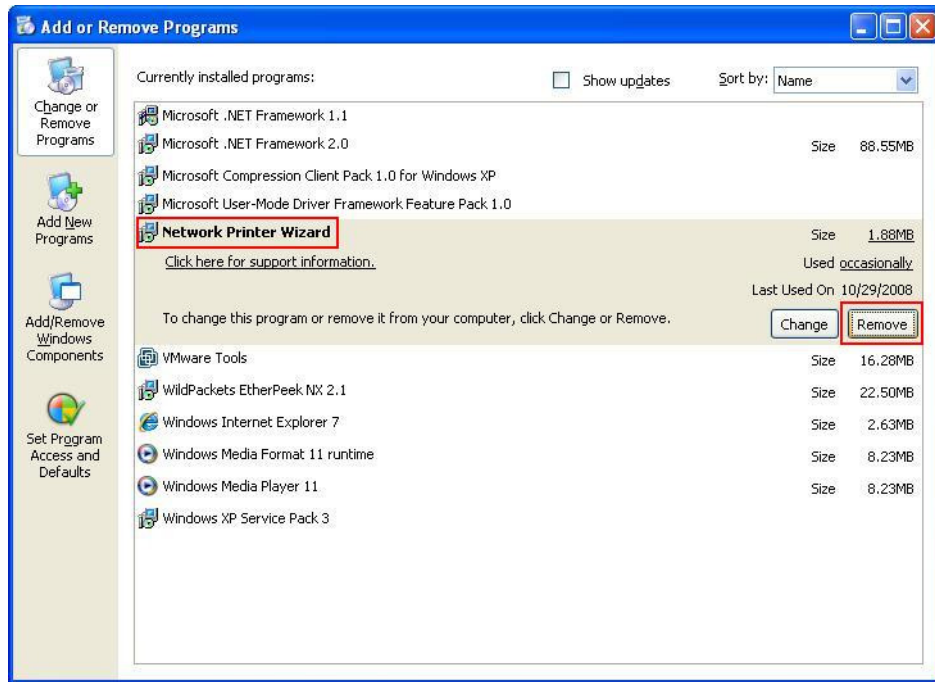 Add or Remove Programs
Change or
Remove
Programs
Add New
Programs
Add/Remove
Windows
Components
Set Program
Access and
Defaults
Currently installed programs:
Show updates
Sort by: Name
Microsoft .NET Framework 1.1
Microsoft .NET Framework 2.0 Size 88.55MB
Microsoft Compression Client Pack 1.0 for Windows XP
Microsoft User-Mode Driver Framework Feature Pack 1.0
Network Printer Wizard Size 1.88MB
Click here for support information. Used occasionally
Last Used On 10/29/2008
To change this program or remove it from your computer, click Change or Remove. Change Remove
VMware Tools Size 16.28MB
WildPackets EtherPeek NX 2.1 Size 22.50MB
Windows Internet Explorer 7 Size 2.63MB
Windows Media Format 11 runtime Size 8.23MB
Windows Media Player 11 Size 8.23MB
Windows XP Service Pack 3